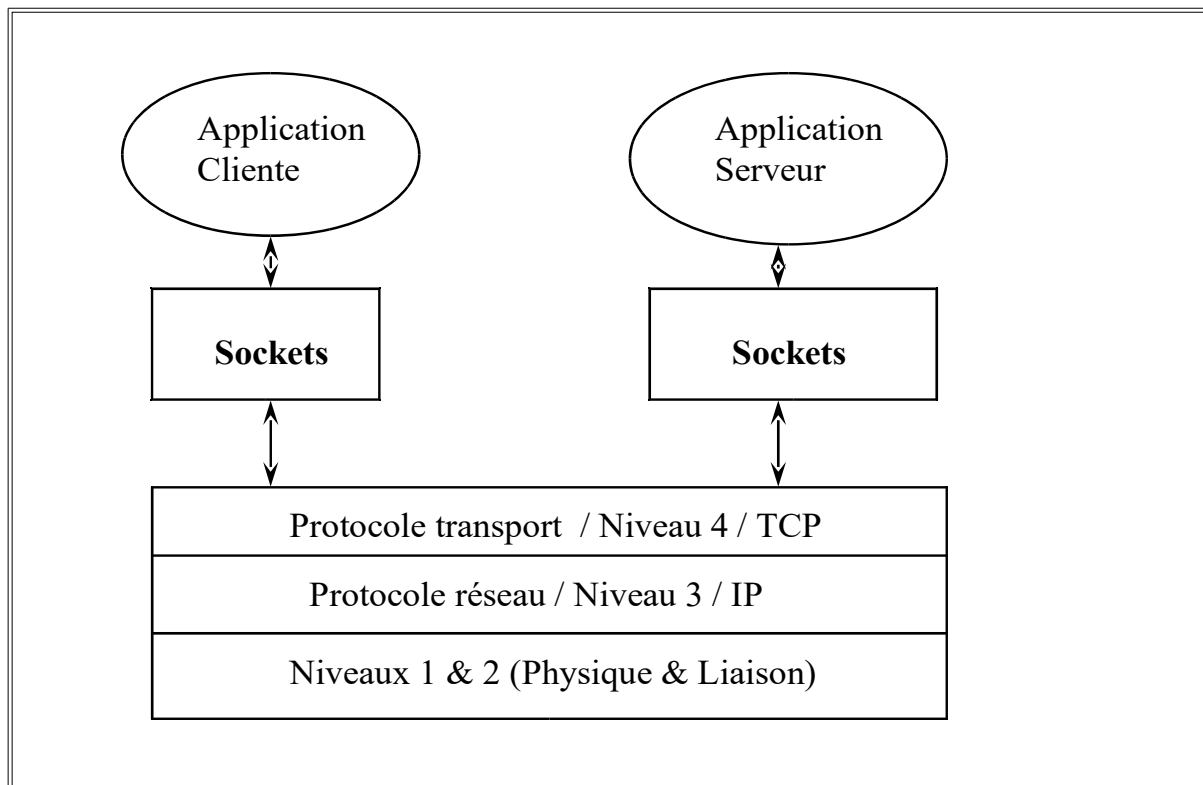 Application
Cliente
Application
Serveur
Sockets
Sockets
Protocole transport / Niveau 4 / TCP
Protocole réseau / Niveau 3 / IP
Niveaux 1 & 2 (Physique & Liaison)